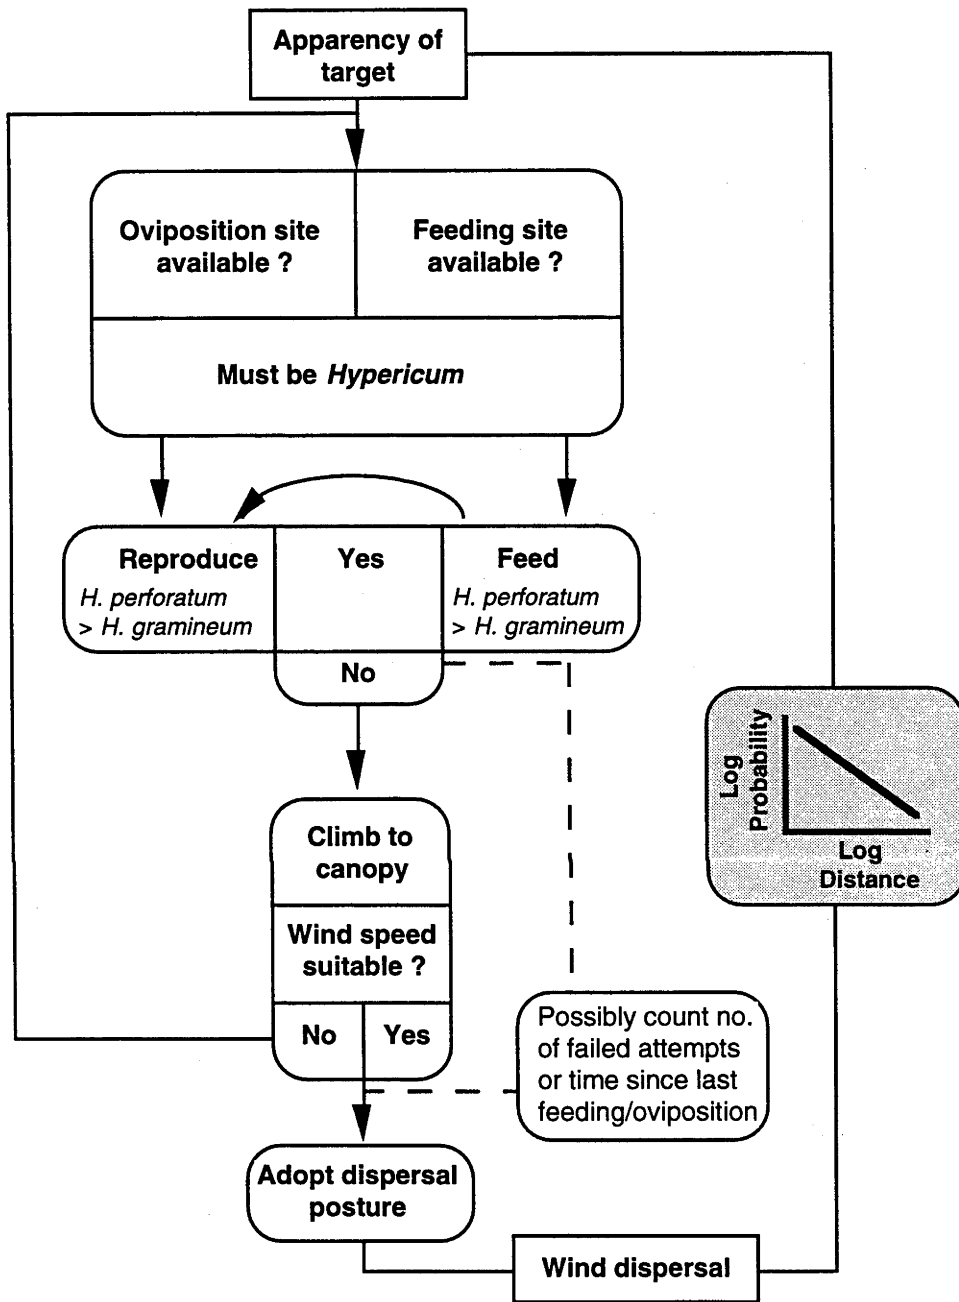 Apparency of
target
Oviposition site
available ?
Feeding site
available ?
Must be Hypericum
Reproduce
H. perforatum
> H. gramineum
Yes
Feed
H. perforatum
> H. gramineum
No
Log
Probability
Log
Distance
Climb to
canopy
Wind speed
suitable ?
No
Yes
Possibly count no.
of failed attempts
or time since last
feeding/oviposition
Adopt dispersal
posture
Wind dispersal